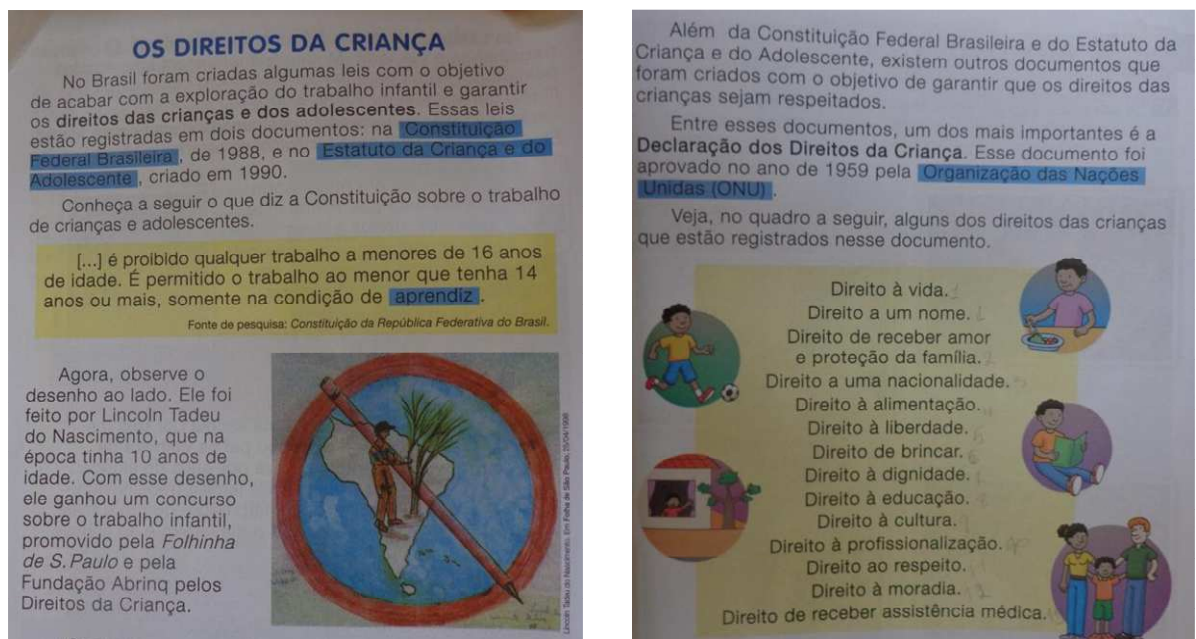 OS DIREITOS DA CRIANÇA
No Brasil foram criadas algumas leis com o objetivo
de acabar com a exploração do trabalho infantil e garantir
os direitos das crianças e dos adolescentes. Essas leis
estão registradas em dois documentos: na Constituição
Federal Brasileira, de 1988, e no Estatuto da Criança e do
Adolescente, criado em 1990.
Conheça a seguir o que diz a Constituição sobre o trabalho
de crianças e adolescentes.
[...] é proibido qualquer trabalho a menores de 16 anos
de idade. É permitido o trabalho ao menor que tenha 14
anos ou mais, somente na condição de aprendiz.
Fonte de pesquisa: Constituição da República Federativa do Brasil.
Agora, observe o
desenho ao lado. Ele foi
feito por Lincoln Tadeu
do Nascimento, que na
época tinha 10 anos de
idade. Com esse desenho,
ele ganhou um concurso
sobre o trabalho infantil,
promovido pela Folhinha
de S. Paulo e pela
Fundação Abrinq pelos
Direitos da Criança.
Lincoln Tadeu do Nascimento. Em Folha de São Paulo,
Além da Constituição Federal Brasileira e do Estatuto da
Criança e do Adolescente, existem outros documentos que
foram criados com o objetivo de garantir que os direitos das
crianças sejam respeitados.
Entre esses documentos, um dos mais importantes é a
Declaração dos Direitos da Criança. Esse documento foi
aprovado no ano de 1959 pela Organização das Nações
Unidas (ONU).
Veja, no quadro a seguir, alguns dos direitos das crianças
que estão registrados nesse documento.
Direito à vida.
Direito a um nome.
Direito de receber amor
e proteção da família.
Direito a uma nacionalidade.
Direito à alimentação.
Direito à liberdade.
Direito de brincar.
Direito à dignidade.
Direito à educação.
Direito à cultura.
Direito à profissionalização.
Direito ao respeito.
Direito à moradia.
Direito de receber assistência médica.